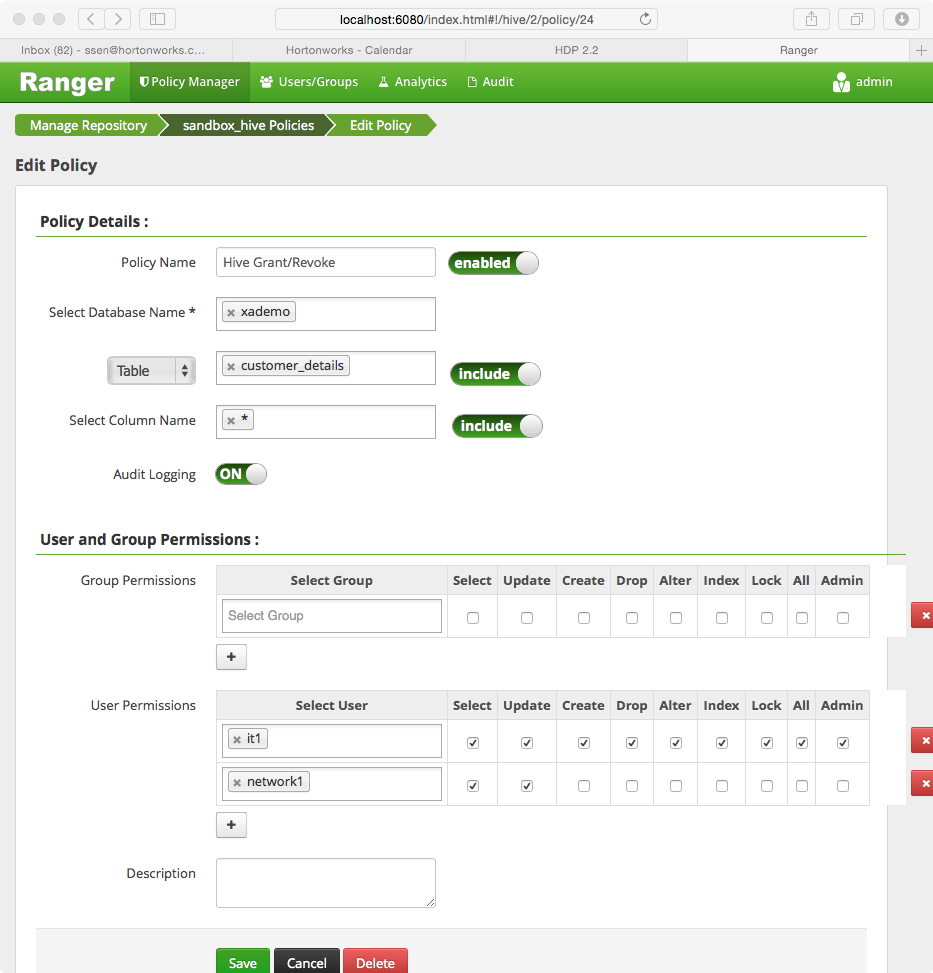 localhost:6080/index.html#!/hive/2/policy/24
Inbox (82) - ssen@hortonworks.c... Hortonworks - Calendar HDP 2.2 Ranger
Ranger Policy Manager Users/Groups Analytics Audit admin
Manage Repository sandbox_hive Policies Edit Policy
Edit Policy
Policy Details :
Policy Name Hive Grant/Revoke enabled
Select Database Name * xademo
Table customer_details include
Select Column Name * include
Audit Logging ON
User and Group Permissions :
Group Permissions Select Group Select Update Create Drop Alter Index Lock All Admin
Select Group
+
User Permissions Select User Select Update Create Drop Alter Index Lock All Admin
it1
network1
+
Description
Save Cancel Delete